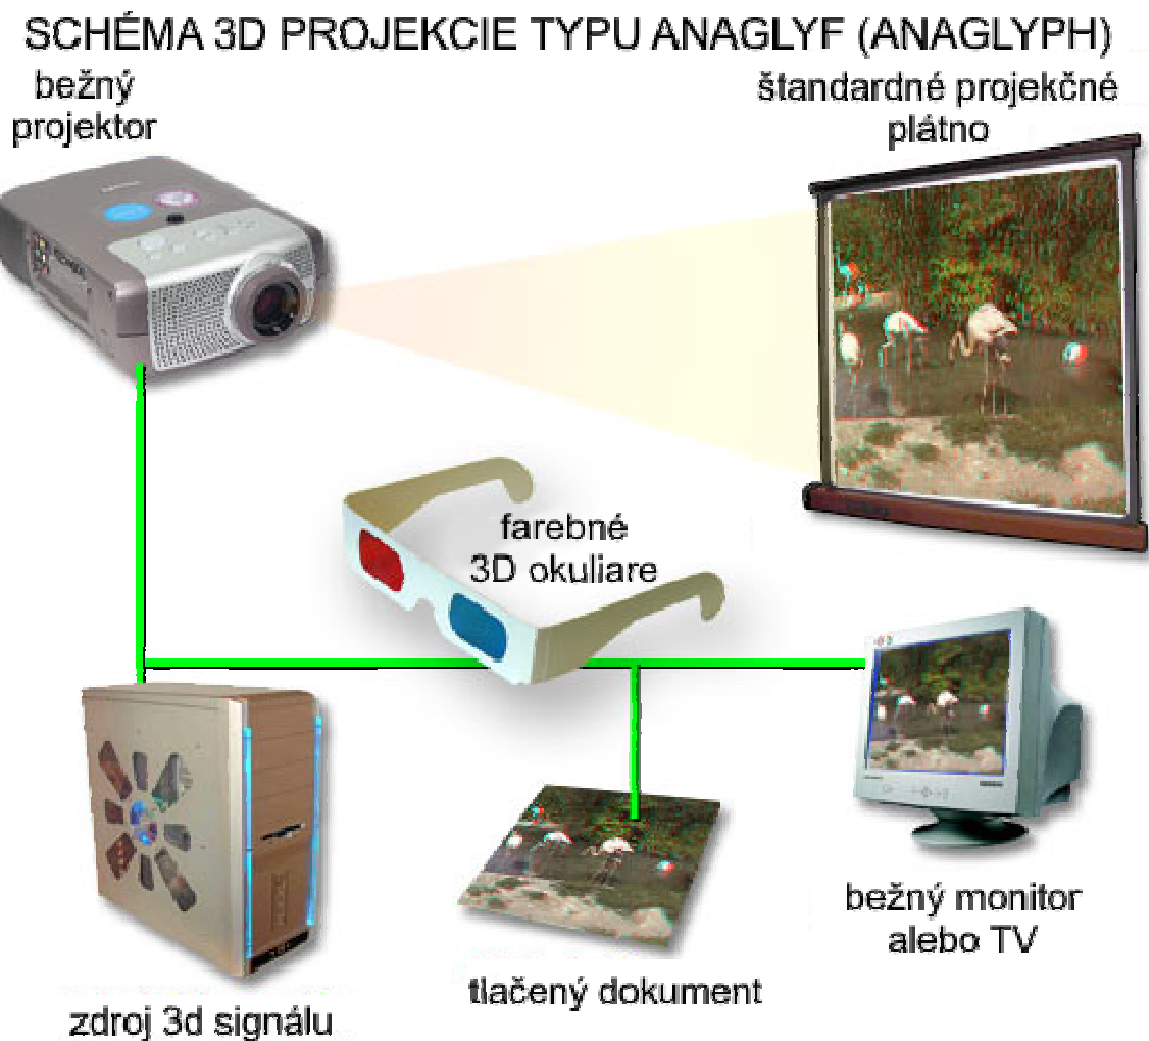 SCHÉMA 3D PROJEKCIE TYPU ANAGLYF (ANAGLYPH)
bežný
projektor
štandardné projekčné
plátno
farebné
3D okuliare
bežný monitor
alebo TV
tlačený dokument
zdroj 3d signálu